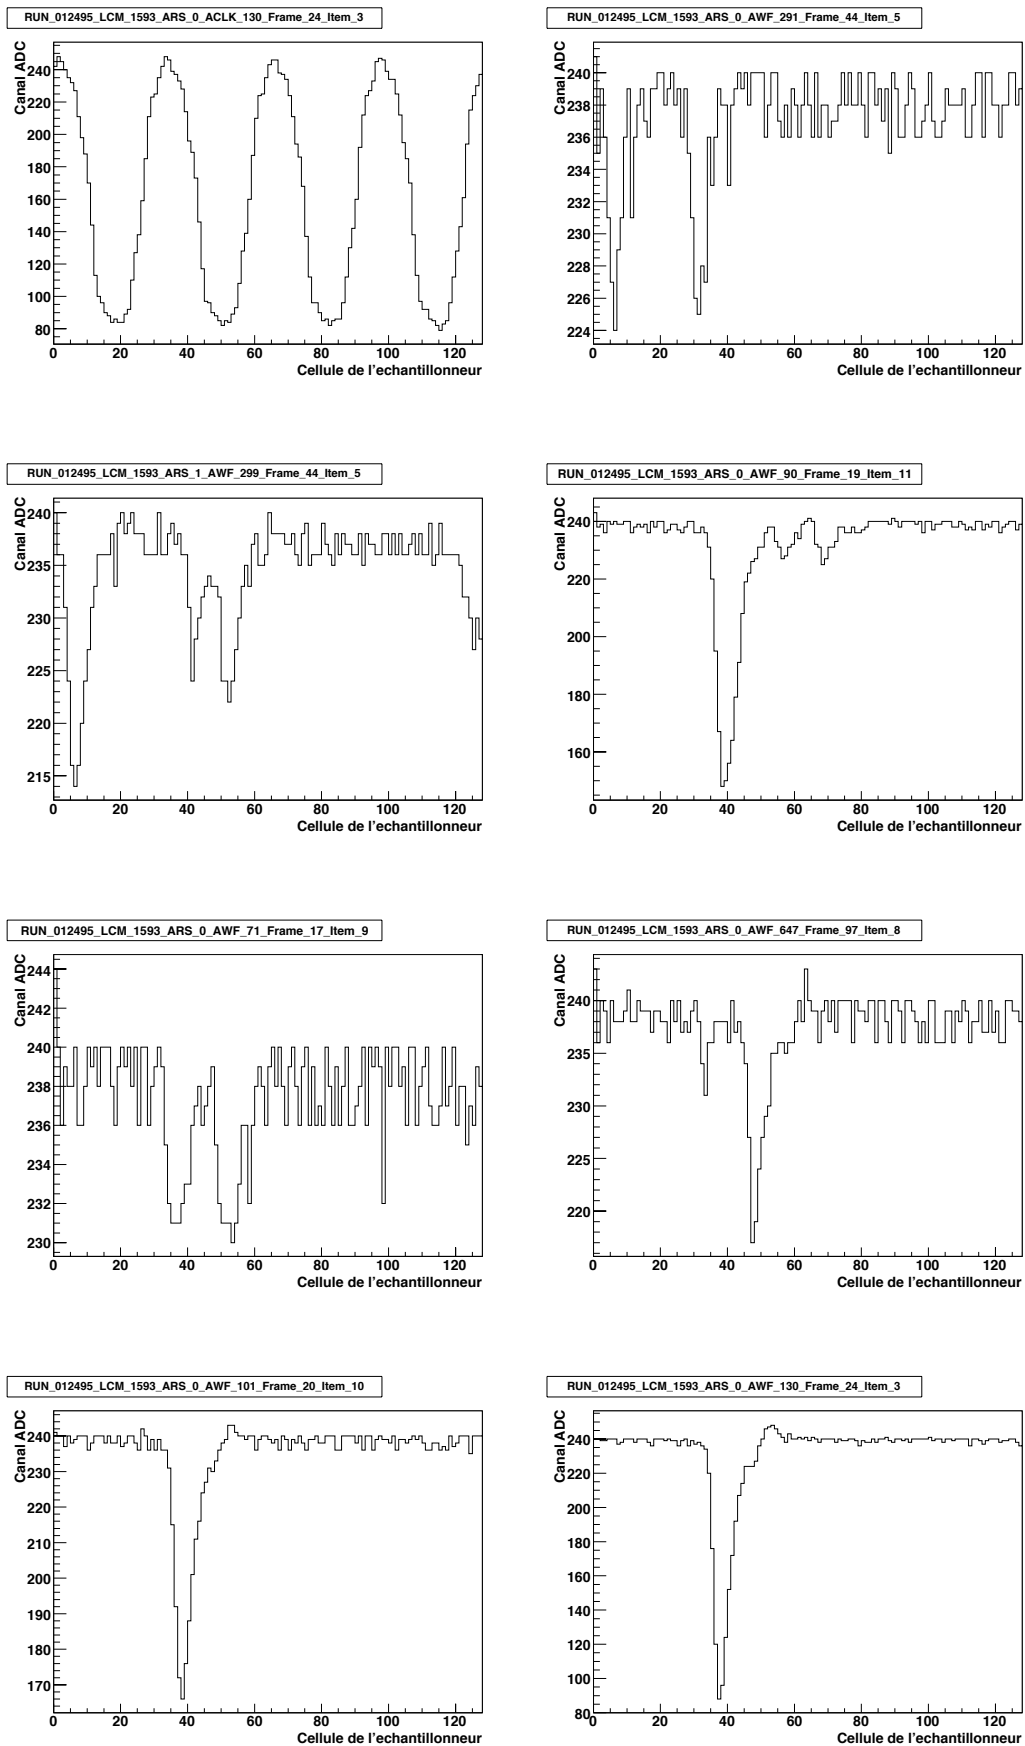 RUN_012495_LCM_1593_ARS_0_ACLK_130_Frame_24_Item_3
Canal ADC
240
220
200
180
160
140
120
100
80
0 20 40 60 80 100 120
Cellule de l'echantillonneur
RUN_012495_LCM_1593_ARS_0_AWF_291_Frame_44_Item_5
Canal ADC
240
238
236
234
232
230
228
226
224
0 20 40 60 80 100 120
Cellule de l'echantillonneur
RUN_012495_LCM_1593_ARS_1_AWF_299_Frame_44_Item_5
Canal ADC
240
235
230
225
220
215
0 20 40 60 80 100 120
Cellule de l'echantillonneur
RUN_012495_LCM_1593_ARS_0_AWF_90_Frame_19_Item_11
Canal ADC
240
220
200
180
160
0 20 40 60 80 100 120
Cellule de l'echantillonneur
RUN_012495_LCM_1593_ARS_0_AWF_71_Frame_17_Item_9
Canal ADC
244
242
240
238
236
234
232
230
0 20 40 60 80 100 120
Cellule de l'echantillonneur
RUN_012495_LCM_1593_ARS_0_AWF_647_Frame_97_Item_8
Canal ADC
240
235
230
225
220
0 20 40 60 80 100 120
Cellule de l'echantillonneur
RUN_012495_LCM_1593_ARS_0_AWF_101_Frame_20_Item_10
Canal ADC
240
230
220
210
200
190
180
170
0 20 40 60 80 100 120
Cellule de l'echantillonneur
RUN_012495_LCM_1593_ARS_0_AWF_130_Frame_24_Item_3
Canal ADC
240
220
200
180
160
140
120
100
80
0 20 40 60 80 100 120
Cellule de l'echantillonneur